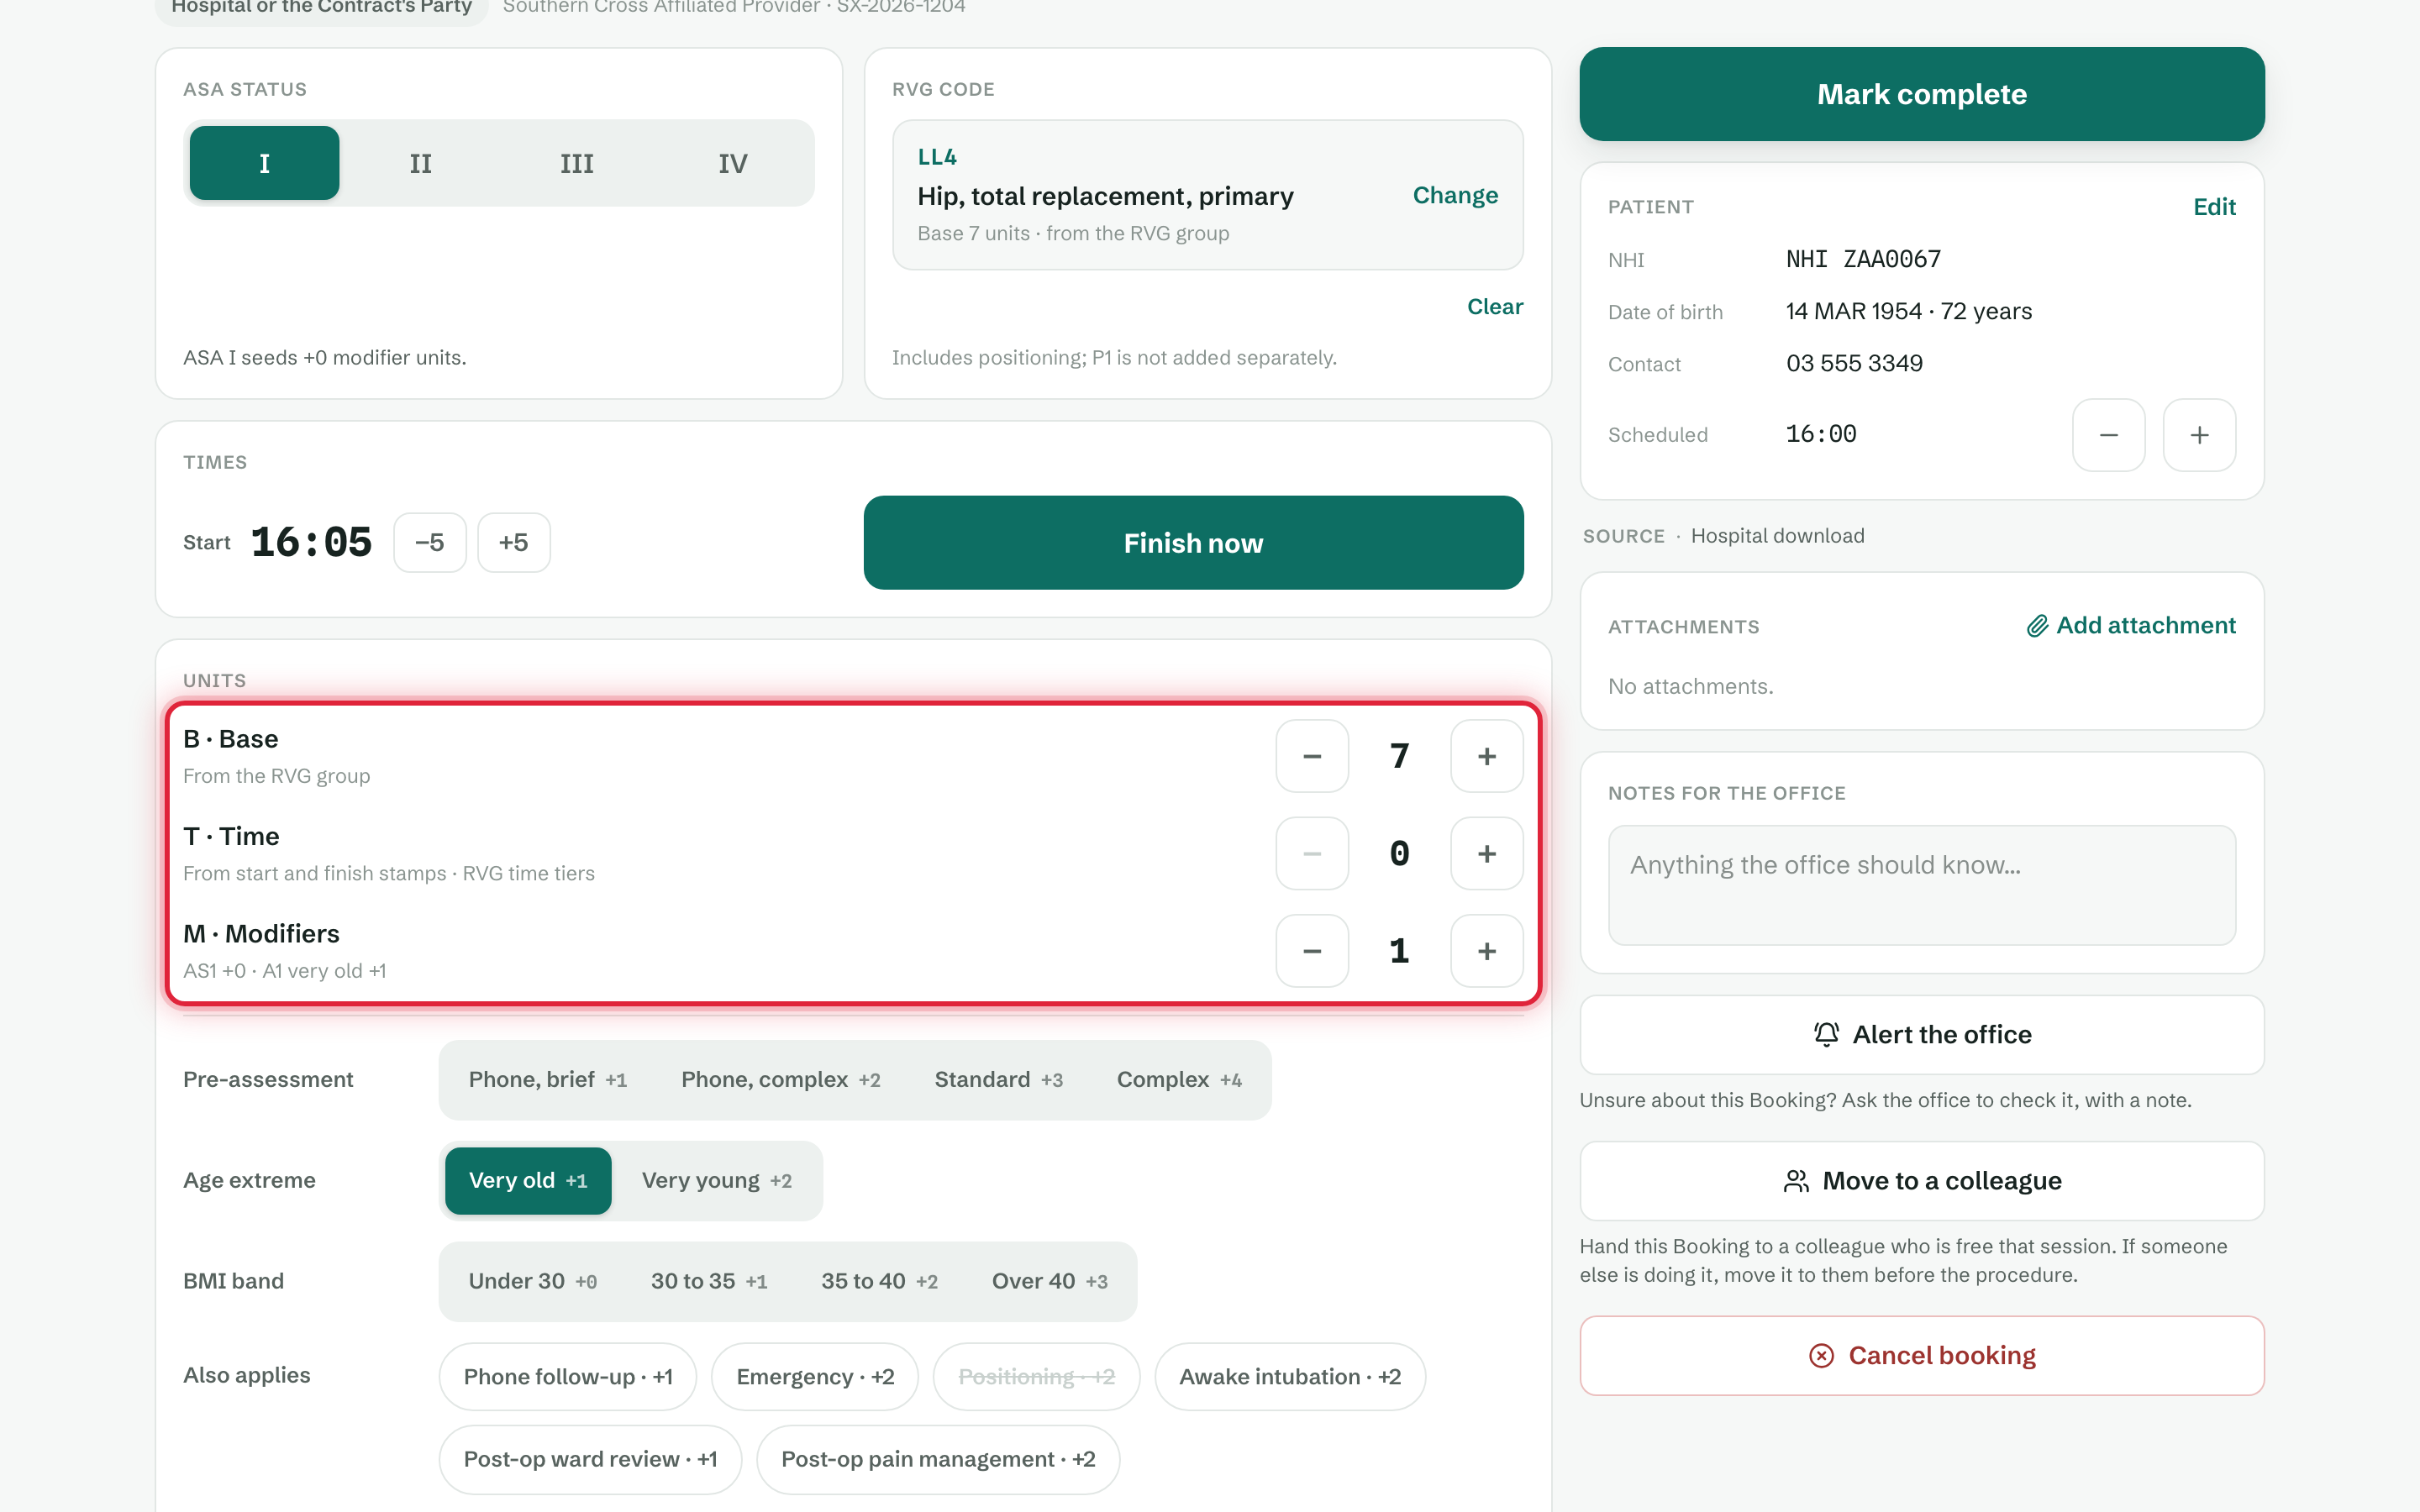 Hospital or the Contract's Party Southern Cross Affiliated Provider · SX-2026-1204
ASA STATUS
I II III IV
ASA I seeds +0 modifier units.
RVG CODE
LL4
Hip, total replacement, primary
Change
Base 7 units · from the RVG group
Clear
Includes positioning; P1 is not added separately.
TIMES
Start 16:05 −5 +5
Finish now
UNITS
B · Base
From the RVG group
− 7 +
T · Time
From start and finish stamps · RVG time tiers
− 0 +
M · Modifiers
AS1 +0 · A1 very old +1
− 1 +
Pre-assessment Phone, brief +1 Phone, complex +2 Standard +3 Complex +4
Age extreme Very old +1 Very young +2
BMI band Under 30 +0 30 to 35 +1 35 to 40 +2 Over 40 +3
Also applies Phone follow-up · +1 Emergency · +2 Positioning · +2 Awake intubation · +2
Post-op ward review · +1 Post-op pain management · +2
Mark complete
PATIENT Edit
NHI NHI ZAA0067
Date of birth 14 MAR 1954 · 72 years
Contact 03 555 3349
Scheduled 16:00 − +
SOURCE · Hospital download
ATTACHMENTS Add attachment
No attachments.
NOTES FOR THE OFFICE
Anything the office should know...
Alert the office
Unsure about this Booking? Ask the office to check it, with a note.
Move to a colleague
Hand this Booking to a colleague who is free that session. If someone
else is doing it, move it to them before the procedure.
Cancel booking